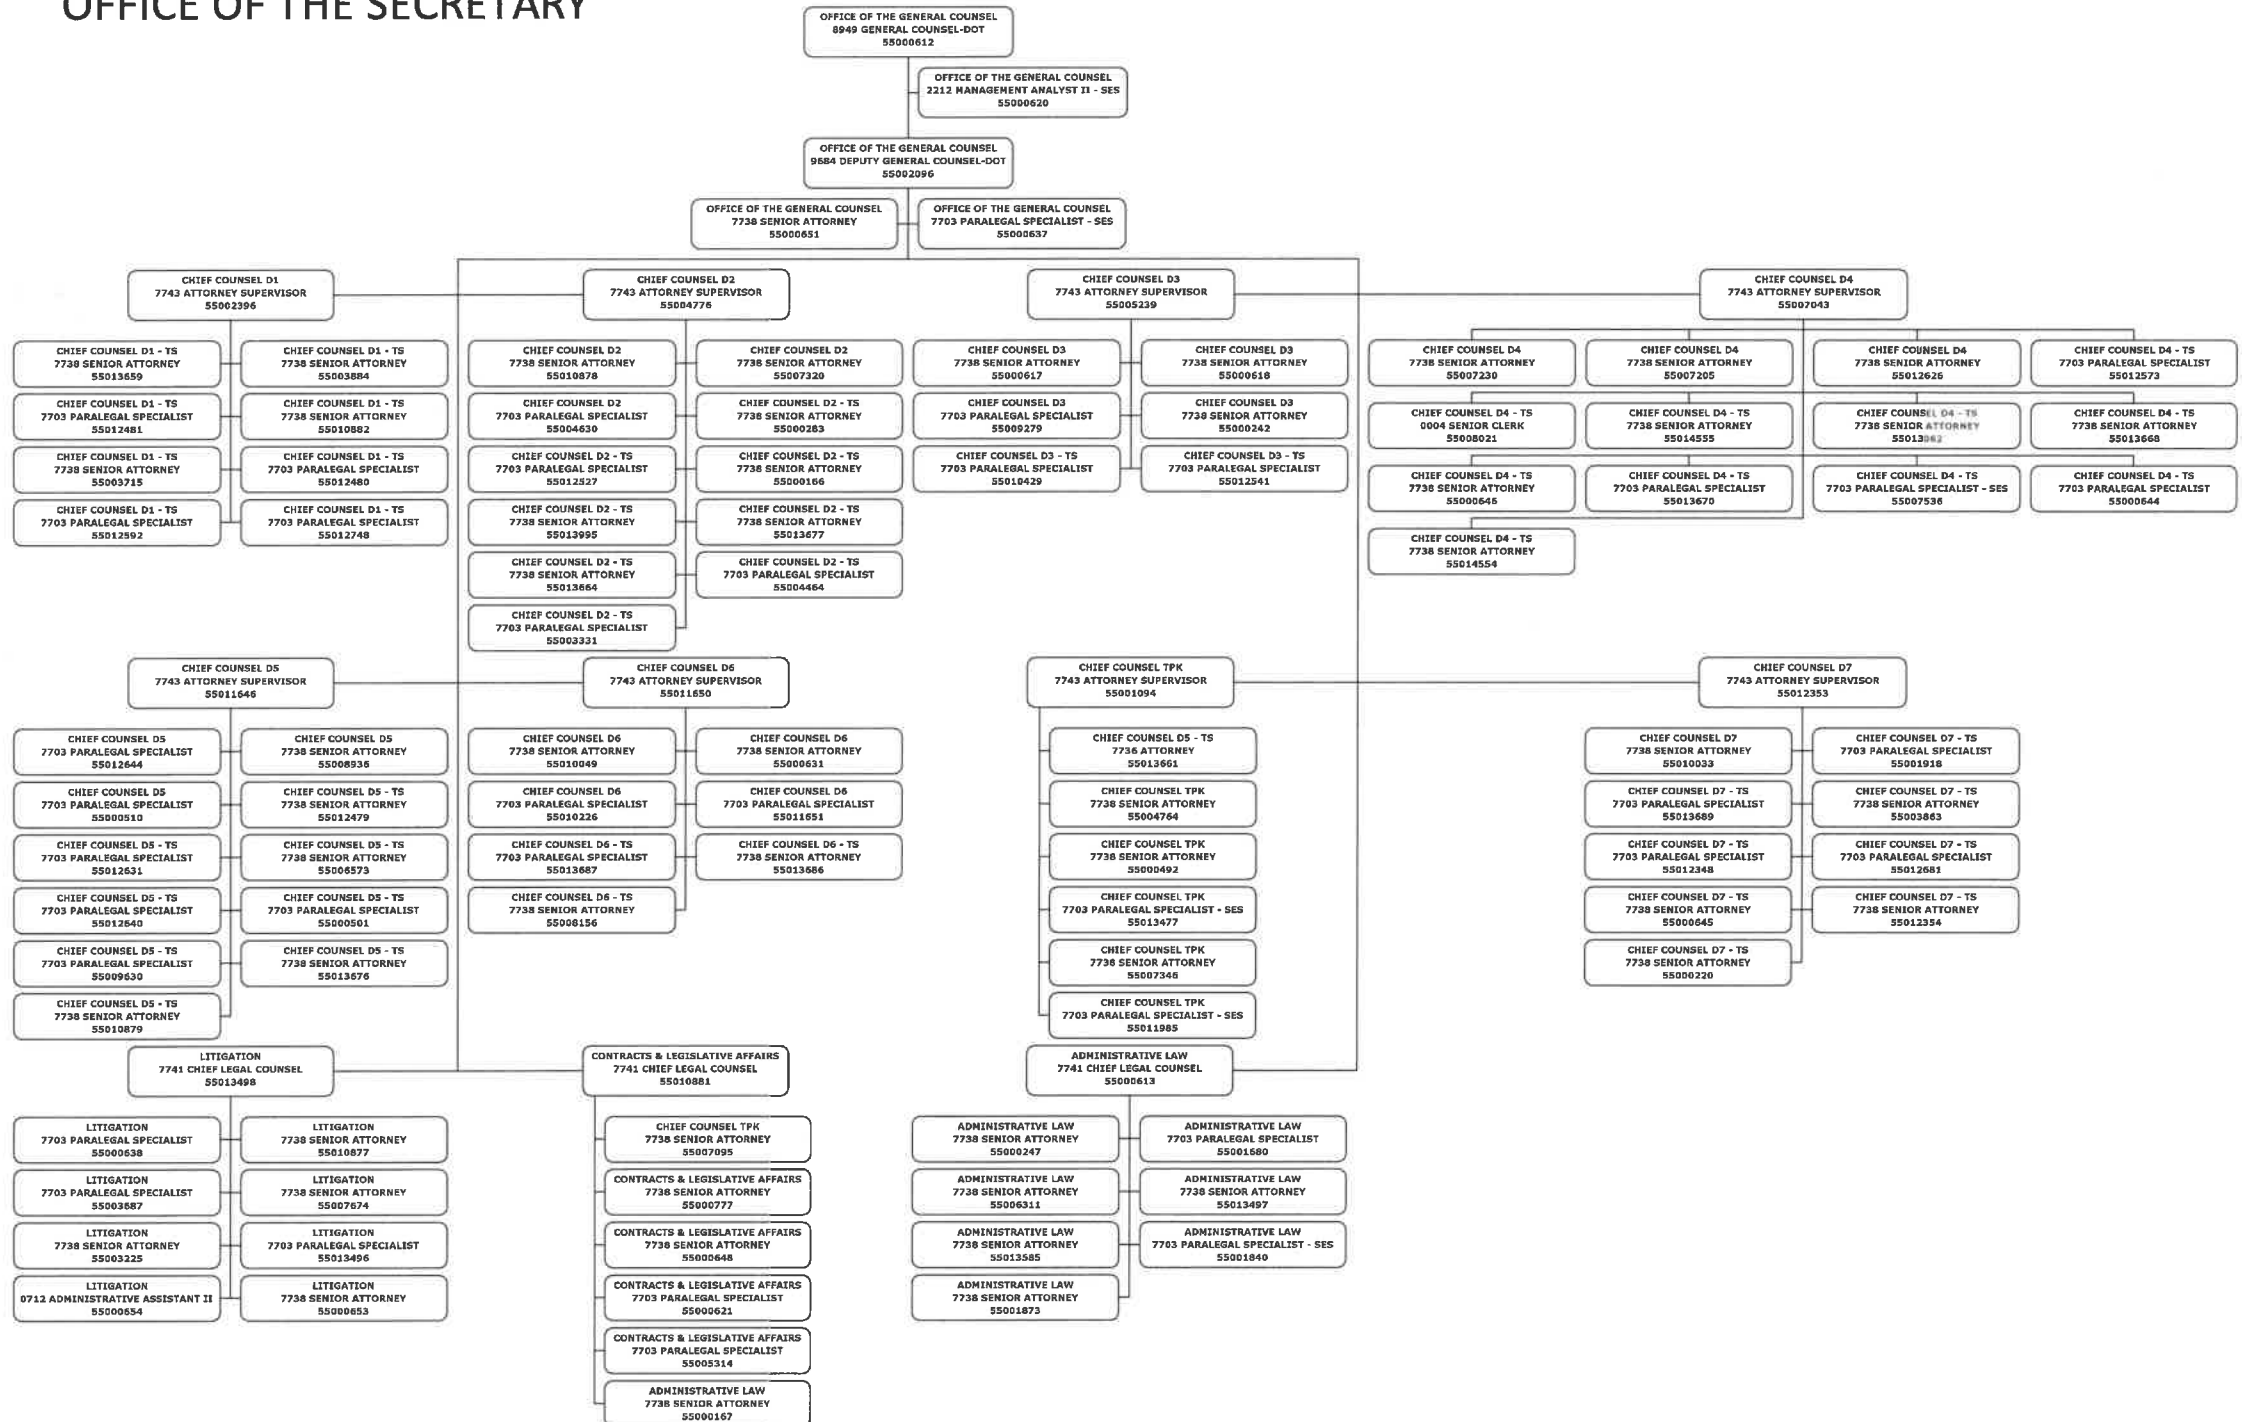 OFFICE OF THE SECRETARY
OFFICE OF THE GENERAL COUNSEL
8949 GENERAL COUNSEL-DOT
55000612
OFFICE OF THE GENERAL COUNSEL
2212 MANAGEMENT ANALYST II - SES
55000620
OFFICE OF THE GENERAL COUNSEL
9684 DEPUTY GENERAL COUNSEL-DOT
55002096
OFFICE OF THE GENERAL COUNSEL
7738 SENIOR ATTORNEY
55000651
OFFICE OF THE GENERAL COUNSEL
7703 PARALEGAL SPECIALIST - SES
55000637
CHIEF COUNSEL D1
7743 ATTORNEY SUPERVISOR
55002396
CHIEF COUNSEL D1 - TS
7738 SENIOR ATTORNEY
55013659
CHIEF COUNSEL D1 - TS
7738 SENIOR ATTORNEY
55003884
CHIEF COUNSEL D1 - TS
7703 PARALEGAL SPECIALIST
55012481
CHIEF COUNSEL D1 - TS
7738 SENIOR ATTORNEY
55010882
CHIEF COUNSEL D1 - TS
7738 SENIOR ATTORNEY
55003715
CHIEF COUNSEL D1 - TS
7703 PARALEGAL SPECIALIST
55012480
CHIEF COUNSEL D1 - TS
7703 PARALEGAL SPECIALIST
55012592
CHIEF COUNSEL D1 - TS
7703 PARALEGAL SPECIALIST
55012748
CHIEF COUNSEL D2
7743 ATTORNEY SUPERVISOR
55004776
CHIEF COUNSEL D2
7738 SENIOR ATTORNEY
55010878
CHIEF COUNSEL D2
7738 SENIOR ATTORNEY
55007320
CHIEF COUNSEL D2
7703 PARALEGAL SPECIALIST
55004630
CHIEF COUNSEL D2 - TS
7738 SENIOR ATTORNEY
55000283
CHIEF COUNSEL D2 - TS
7703 PARALEGAL SPECIALIST
55012527
CHIEF COUNSEL D2 - TS
7738 SENIOR ATTORNEY
55000166
CHIEF COUNSEL D2 - TS
7738 SENIOR ATTORNEY
55013995
CHIEF COUNSEL D2 - TS
7738 SENIOR ATTORNEY
55013677
CHIEF COUNSEL D2 - TS
7738 SENIOR ATTORNEY
55013664
CHIEF COUNSEL D2 - TS
7703 PARALEGAL SPECIALIST
55004464
CHIEF COUNSEL D2 - TS
7703 PARALEGAL SPECIALIST
55003331
CHIEF COUNSEL D3
7743 ATTORNEY SUPERVISOR
55005239
CHIEF COUNSEL D3
7738 SENIOR ATTORNEY
55000617
CHIEF COUNSEL D3
7738 SENIOR ATTORNEY
55000618
CHIEF COUNSEL D3
7703 PARALEGAL SPECIALIST
55009279
CHIEF COUNSEL D3
7738 SENIOR ATTORNEY
55000242
CHIEF COUNSEL D3 - TS
7703 PARALEGAL SPECIALIST
55010429
CHIEF COUNSEL D3 - TS
7703 PARALEGAL SPECIALIST
55012541
CHIEF COUNSEL D4
7743 ATTORNEY SUPERVISOR
55007043
CHIEF COUNSEL D4
7738 SENIOR ATTORNEY
55007230
CHIEF COUNSEL D4
7738 SENIOR ATTORNEY
55007205
CHIEF COUNSEL D4
7738 SENIOR ATTORNEY
55012626
CHIEF COUNSEL D4 - TS
7703 PARALEGAL SPECIALIST
55012573
CHIEF COUNSEL D4 - TS
0004 SENIOR CLERK
55008021
CHIEF COUNSEL D4 - TS
7738 SENIOR ATTORNEY
55014555
CHIEF COUNSEL D4 - TS
7738 SENIOR ATTORNEY
CHIEF COUNSEL D4 - TS
7738 SENIOR ATTORNEY
55013668
CHIEF COUNSEL D4 - TS
7738 SENIOR ATTORNEY
55000646
CHIEF COUNSEL D4 - TS
7703 PARALEGAL SPECIALIST
55013670
CHIEF COUNSEL D4 - TS
7703 PARALEGAL SPECIALIST - SES
55007536
CHIEF COUNSEL D4 - TS
7703 PARALEGAL SPECIALIST
55000644
CHIEF COUNSEL D4 - TS
7738 SENIOR ATTORNEY
55014554
CHIEF COUNSEL D5
7743 ATTORNEY SUPERVISOR
55011646
CHIEF COUNSEL D5
7703 PARALEGAL SPECIALIST
55012644
CHIEF COUNSEL D5
7738 SENIOR ATTORNEY
55008936
CHIEF COUNSEL D5
7703 PARALEGAL SPECIALIST
55000510
CHIEF COUNSEL D5 - TS
7738 SENIOR ATTORNEY
55012479
CHIEF COUNSEL D5 - TS
7703 PARALEGAL SPECIALIST
55012631
CHIEF COUNSEL D5 - TS
7738 SENIOR ATTORNEY
55006573
CHIEF COUNSEL D5 - TS
7703 PARALEGAL SPECIALIST
55012640
CHIEF COUNSEL D5 - TS
7703 PARALEGAL SPECIALIST
55000501
CHIEF COUNSEL D5 - TS
7703 PARALEGAL SPECIALIST
55009630
CHIEF COUNSEL D5 - TS
7738 SENIOR ATTORNEY
55013676
CHIEF COUNSEL D5 - TS
7738 SENIOR ATTORNEY
55010879
CHIEF COUNSEL D6
7743 ATTORNEY SUPERVISOR
55011650
CHIEF COUNSEL D6
7738 SENIOR ATTORNEY
55010049
CHIEF COUNSEL D6
7738 SENIOR ATTORNEY
55000631
CHIEF COUNSEL D6
7703 PARALEGAL SPECIALIST
55010226
CHIEF COUNSEL D6
7703 PARALEGAL SPECIALIST
55011651
CHIEF COUNSEL D6 - TS
7703 PARALEGAL SPECIALIST
55013687
CHIEF COUNSEL D6 - TS
7738 SENIOR ATTORNEY
55013686
CHIEF COUNSEL D6 - TS
7738 SENIOR ATTORNEY
55008156
CHIEF COUNSEL TPK
7743 ATTORNEY SUPERVISOR
55001094
CHIEF COUNSEL D5 - TS
7736 ATTORNEY
55013661
CHIEF COUNSEL TPK
7738 SENIOR ATTORNEY
55004764
CHIEF COUNSEL TPK
7738 SENIOR ATTORNEY
55000492
CHIEF COUNSEL TPK
7703 PARALEGAL SPECIALIST - SES
55013477
CHIEF COUNSEL TPK
7738 SENIOR ATTORNEY
55007346
CHIEF COUNSEL TPK
7703 PARALEGAL SPECIALIST - SES
55011985
CHIEF COUNSEL D7
7743 ATTORNEY SUPERVISOR
55012353
CHIEF COUNSEL D7
7738 SENIOR ATTORNEY
55010033
CHIEF COUNSEL D7 - TS
7703 PARALEGAL SPECIALIST
55001918
CHIEF COUNSEL D7 - TS
7703 PARALEGAL SPECIALIST
55013689
CHIEF COUNSEL D7 - TS
7738 SENIOR ATTORNEY
55003863
CHIEF COUNSEL D7 - TS
7703 PARALEGAL SPECIALIST
55012348
CHIEF COUNSEL D7 - TS
7703 PARALEGAL SPECIALIST
55012681
CHIEF COUNSEL D7 - TS
7738 SENIOR ATTORNEY
55000645
CHIEF COUNSEL D7 - TS
7738 SENIOR ATTORNEY
55012354
CHIEF COUNSEL D7 - TS
7738 SENIOR ATTORNEY
55000220
LITIGATION
7741 CHIEF LEGAL COUNSEL
55013498
LITIGATION
7703 PARALEGAL SPECIALIST
55000638
LITIGATION
7738 SENIOR ATTORNEY
55010877
LITIGATION
7703 PARALEGAL SPECIALIST
55003687
LITIGATION
7738 SENIOR ATTORNEY
55007674
LITIGATION
7738 SENIOR ATTORNEY
55003225
LITIGATION
7703 PARALEGAL SPECIALIST
55013496
LITIGATION
0712 ADMINISTRATIVE ASSISTANT II
55000654
LITIGATION
7738 SENIOR ATTORNEY
55000653
CONTRACTS & LEGISLATIVE AFFAIRS
7741 CHIEF LEGAL COUNSEL
55010881
CHIEF COUNSEL TPK
7738 SENIOR ATTORNEY
55007095
CONTRACTS & LEGISLATIVE AFFAIRS
7738 SENIOR ATTORNEY
55000777
CONTRACTS & LEGISLATIVE AFFAIRS
7738 SENIOR ATTORNEY
55000648
CONTRACTS & LEGISLATIVE AFFAIRS
7703 PARALEGAL SPECIALIST
55000621
CONTRACTS & LEGISLATIVE AFFAIRS
7703 PARALEGAL SPECIALIST
55005314
ADMINISTRATIVE LAW
7738 SENIOR ATTORNEY
55000167
ADMINISTRATIVE LAW
7741 CHIEF LEGAL COUNSEL
55000613
ADMINISTRATIVE LAW
7738 SENIOR ATTORNEY
55000247
ADMINISTRATIVE LAW
7703 PARALEGAL SPECIALIST
55001680
ADMINISTRATIVE LAW
7738 SENIOR ATTORNEY
55006311
ADMINISTRATIVE LAW
7738 SENIOR ATTORNEY
55013497
ADMINISTRATIVE LAW
7738 SENIOR ATTORNEY
55013585
ADMINISTRATIVE LAW
7703 PARALEGAL SPECIALIST - SES
55001840
ADMINISTRATIVE LAW
7738 SENIOR ATTORNEY
55001873